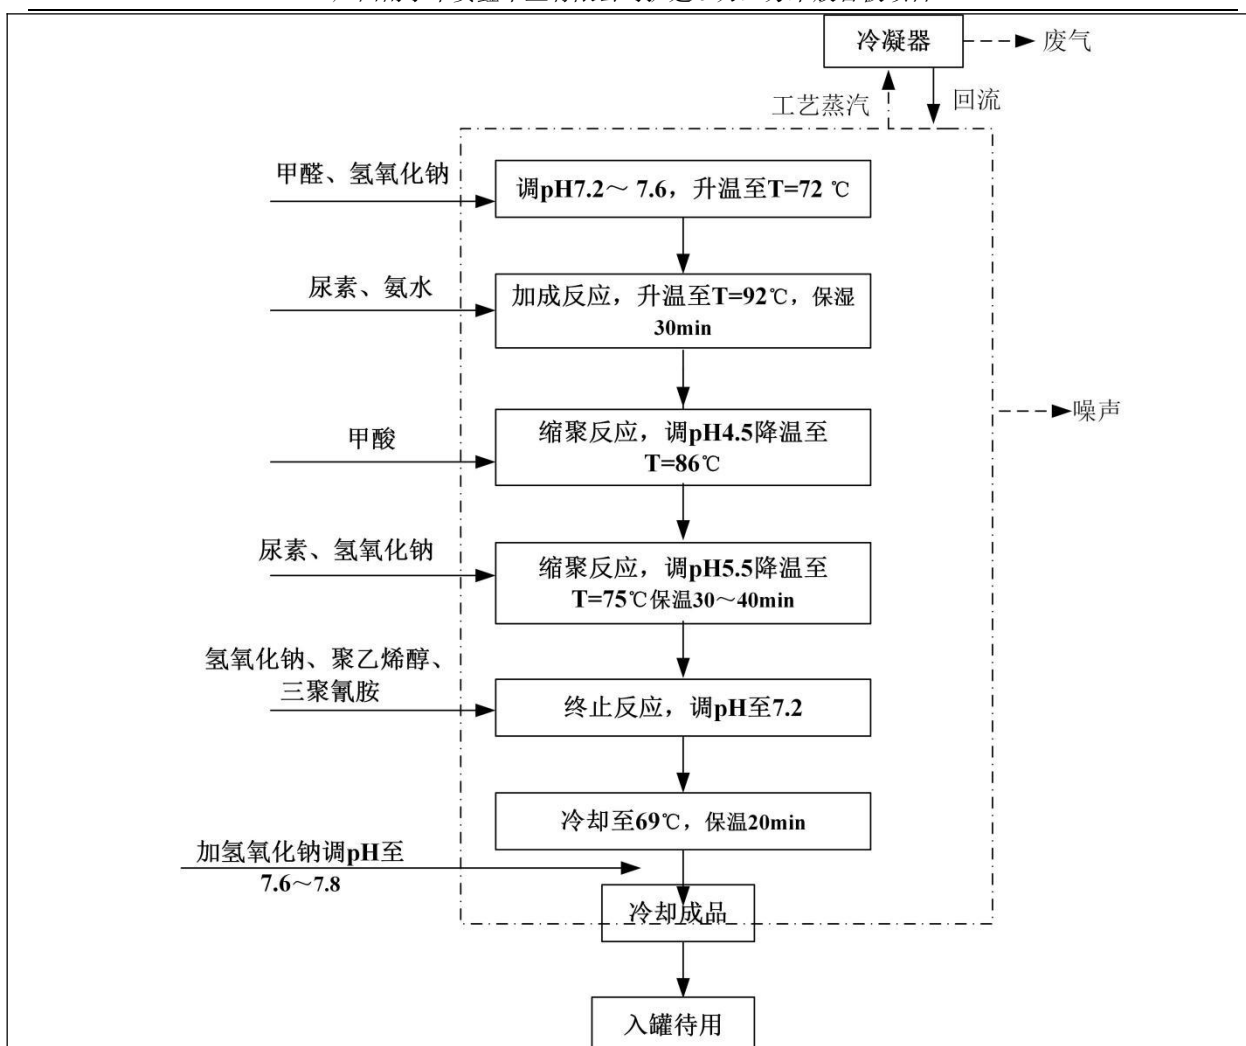 冷凝器
废气
工艺蒸汽
回流
甲醛、氢氧化钠
调pH7.2～ 7.6，升温至T=72 ℃
尿素、氨水
加成反应，升温至T=92℃，保湿
30min
噪声
甲酸
缩聚反应，调pH4.5降温至
T=86℃
尿素、氢氧化钠
缩聚反应，调pH5.5降温至
T=75℃保温30～40min
氢氧化钠、聚乙烯醇、
三聚氰胺
终止反应，调pH至7.2
冷却至69℃，保温20min
加氢氧化钠调pH至
7.6～7.8
冷却成品
入罐待用